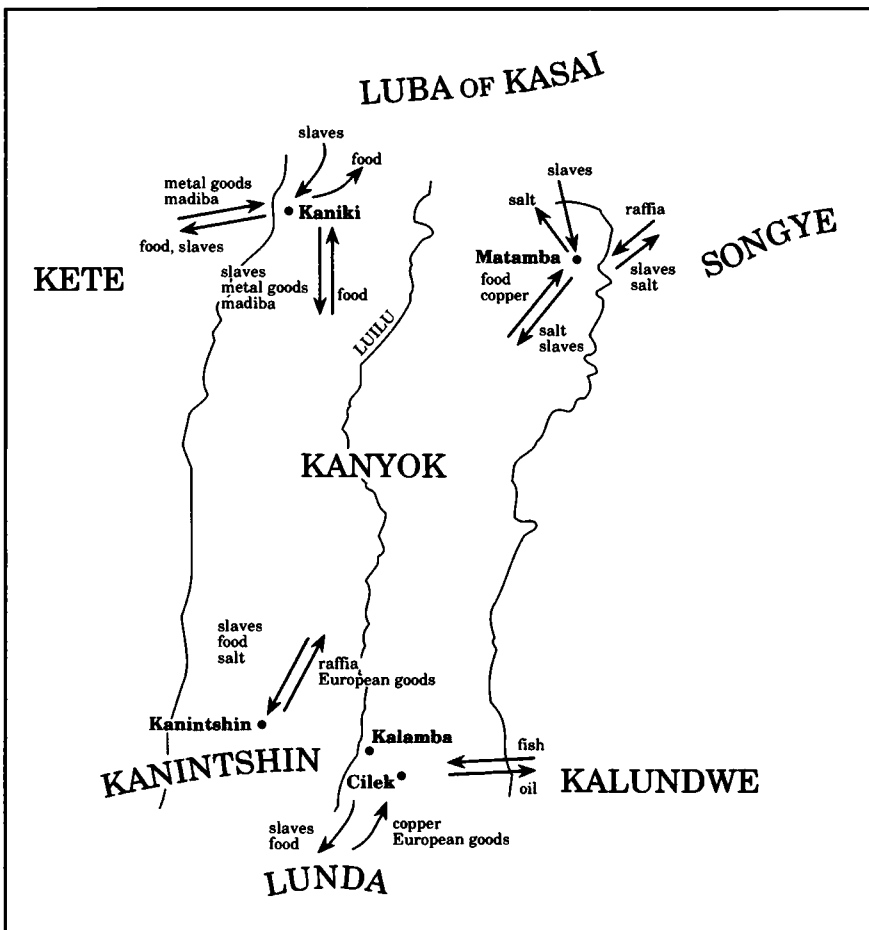 LUBA OF KASAI
slaves
food
metal goods
madiba
Kaniki
food, slaves
KETE
slaves
metal goods
madiba
food
slaves
salt
raffia
Matamba
SONGYE
food
copper
slaves
salt
salt
slaves
LUILU
KANYOK
slaves
food
salt
raffia,
European goods
Kanintshin
KANINTSHIN
Kalamba
Cilek
fish
oil
KALUNDWE
slaves
food
copper
European goods
LUNDA